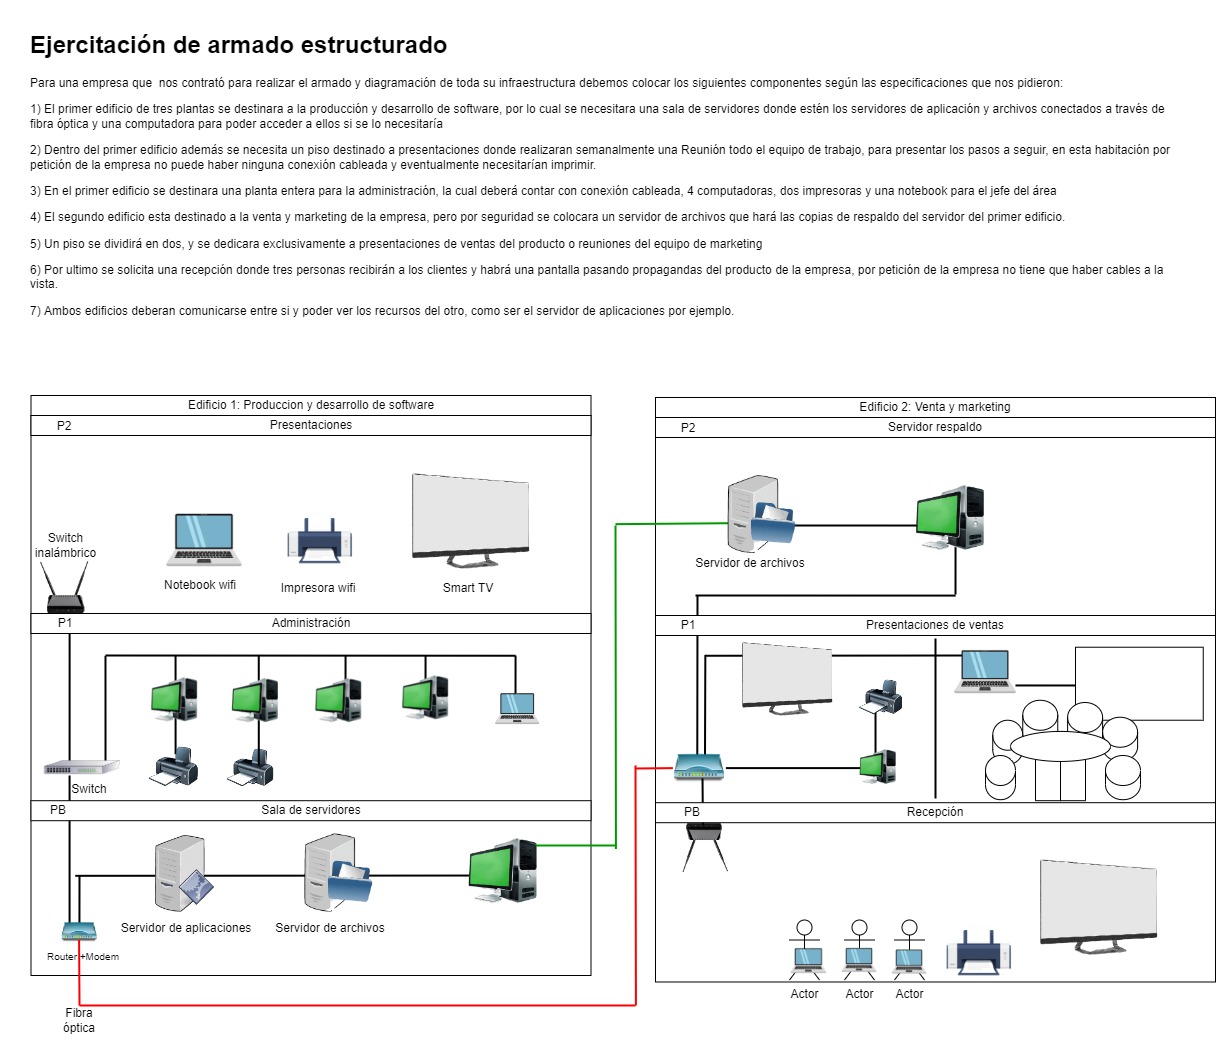 Ejercitación de armado estructurado
Para una empresa que  nos contrató para realizar el armado y diagramación de toda su infraestructura debemos colocar los siguientes componentes según las especificaciones que nos pidieron:
1) El primer edificio de tres plantas se destinara a la producción y desarrollo de software, por lo cual se necesitara una sala de servidores donde estén los servidores de aplicación y archivos conectados a través de
fibra óptica y una computadora para poder acceder a ellos si se lo necesitaría
2) Dentro del primer edificio además se necesita un piso destinado a presentaciones donde realizaran semanalmente una Reunión todo el equipo de trabajo, para presentar los pasos a seguir, en esta habitación por
petición de la empresa no puede haber ninguna conexión cableada y eventualmente necesitarían imprimir.
3) En el primer edificio se destinara una planta entera para la administración, la cual deberá contar con conexión cableada, 4 computadoras, dos impresoras y una notebook para el jefe del área
4) El segundo edificio esta destinado a la venta y marketing de la empresa, pero por seguridad se colocara un servidor de archivos que hará las copias de respaldo del servidor del primer edificio.
5) Un piso se dividirá en dos, y se dedicara exclusivamente a presentaciones de ventas del producto o reuniones del equipo de marketing
6) Por ultimo se solicita una recepción donde tres personas recibirán a los clientes y habrá una pantalla pasando propagandas del producto de la empresa, por petición de la empresa no tiene que haber cables a la
vista.
7) Ambos edificios deberan comunicarse entre si y poder ver los recursos del otro, como ser el servidor de aplicaciones por ejemplo.
Edificio 1: Produccion y desarrollo de software
P2
Presentaciones
Switch
inalámbrico
Notebook wifi
Impresora wifi
Smart TV
P1
Administración
Switch
PB
Sala de servidores
Servidor de aplicaciones
Servidor de archivos
Router+Modem
Fibra
óptica
Edificio 2: Venta y marketing
P2
Servidor respaldo
Servidor de archivos
P1
Presentaciones de ventas
PB
Recepción
Actor
Actor
Actor